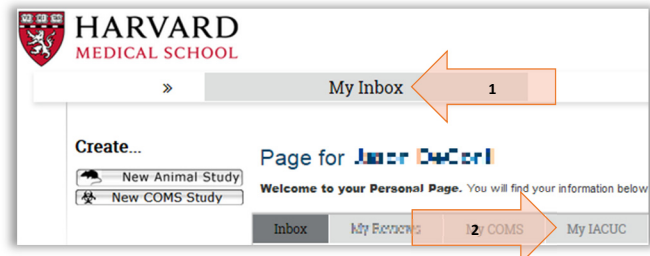 HARVARD
MEDICAL SCHOOL
» My Inbox 1
Create...
New Animal Study
New COMS Study
Page for
Welcome to your Personal Page. You will find your information below
Inbox My Reviews 2 My COMS My IACUC